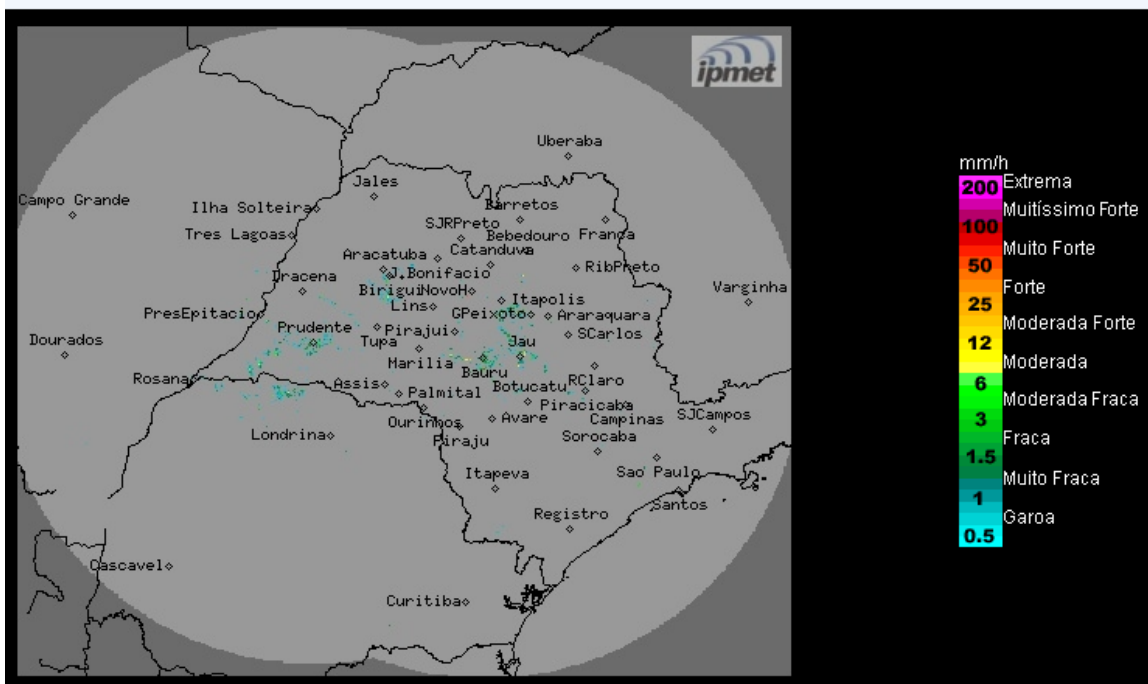 ipmet
Uberaba
Jales
Campo Grande
Ilha Solteira
Barretos
SJRPreto
Tres Lagoas
Bebedouro
Franca
Aracatuba
Catanduva
J.Bonifacio
RibPreto
Dracena
Birigui
NovoH
Itapolis
Varginha
Lins
PresEpitacio
GPeixoto
Araraquara
Prudente
Pirajui
SCarlos
Dourados
Tupa
Jau
Marilia
Bauru
Rosana
Assis
Botucatu
RClaro
Palmital
Piracicaba
Ourinhos
Avare
Campinas
SJCampos
Londrina
Piraju
Sorocaba
Itapeva
Sao Paulo
Santos
Registro
Cascavel
Curitiba
mm/h
200 Extrema
Muitíssimo Forte
100
Muito Forte
50
Forte
25
Moderada Forte
12
Moderada
6
Moderada Fraca
3
Fraca
1.5
Muito Fraca
1
Garoa
0.5